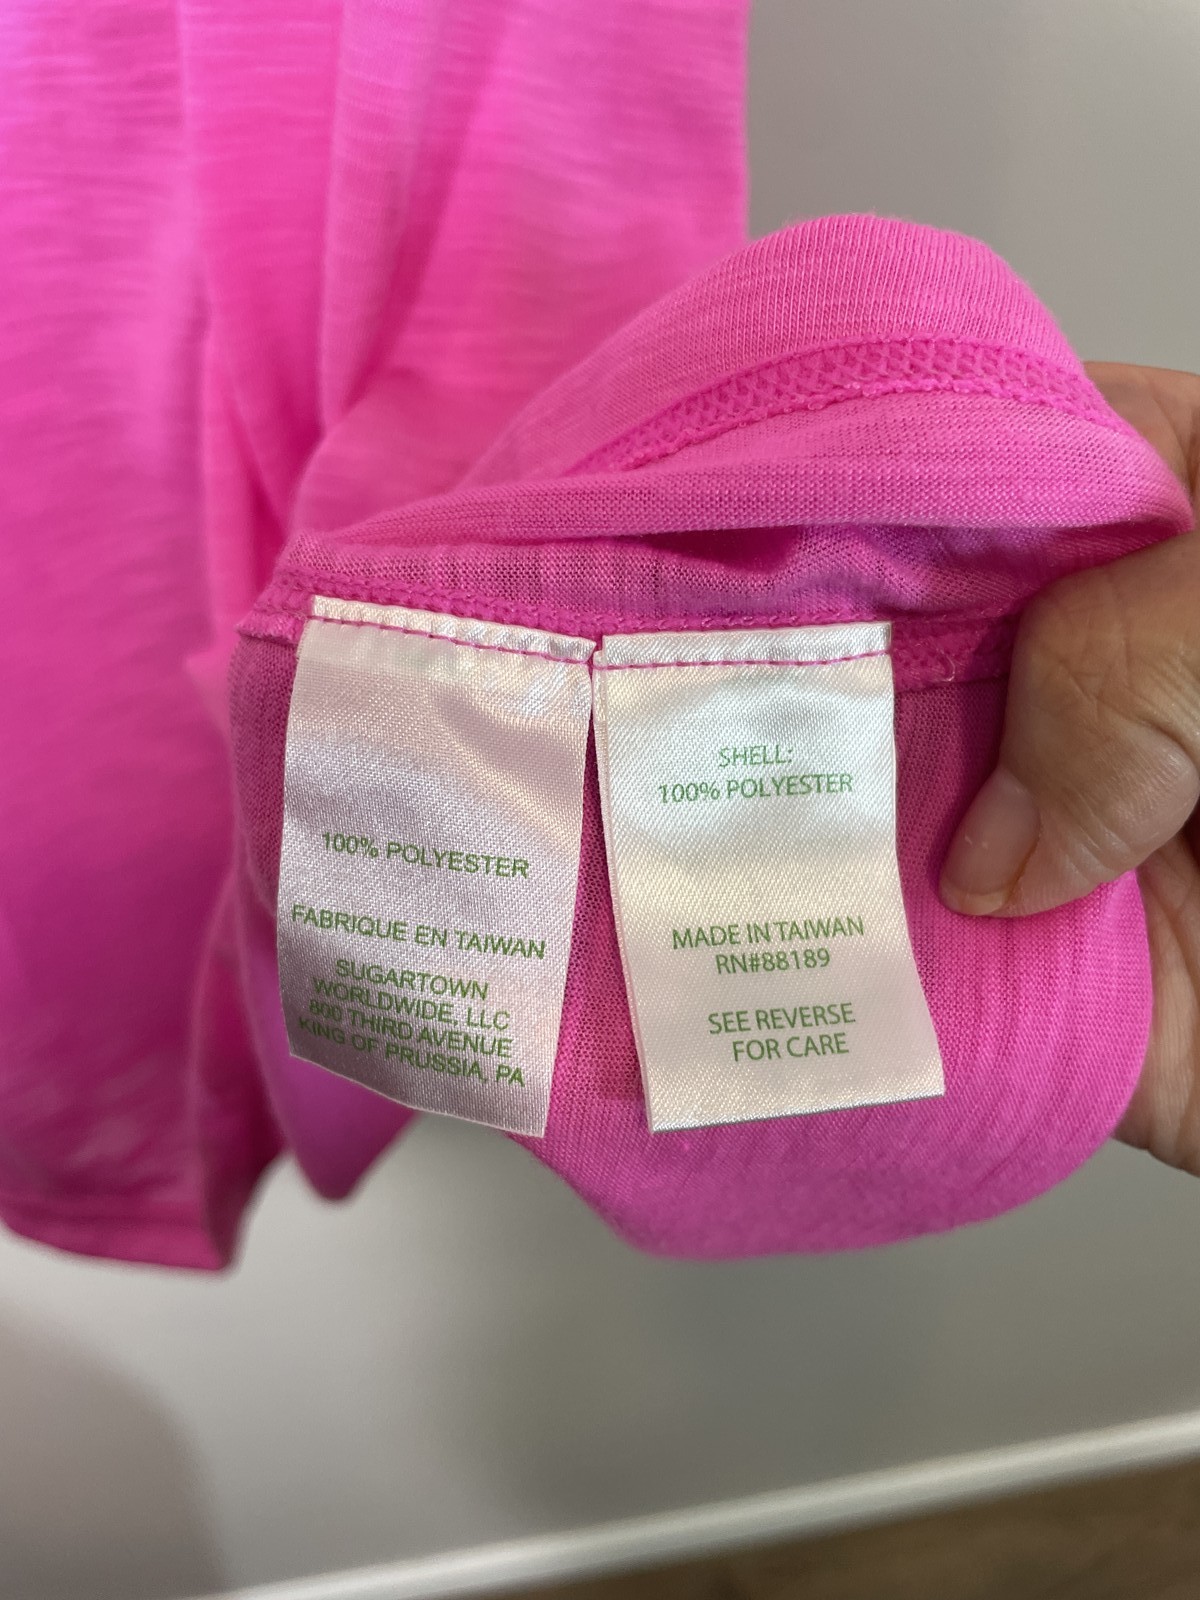 100% POLYESTER
FABRIQUE EN TAIWAN
SUGARTOWN
WORLDWIDE, LLC
800 THIRD AVENUE
KING OF PRUSSIA, PA
SHELL:
100% POLYESTER
MADE IN TAIWAN
RN#88189
SEE REVERSE
FOR CARE